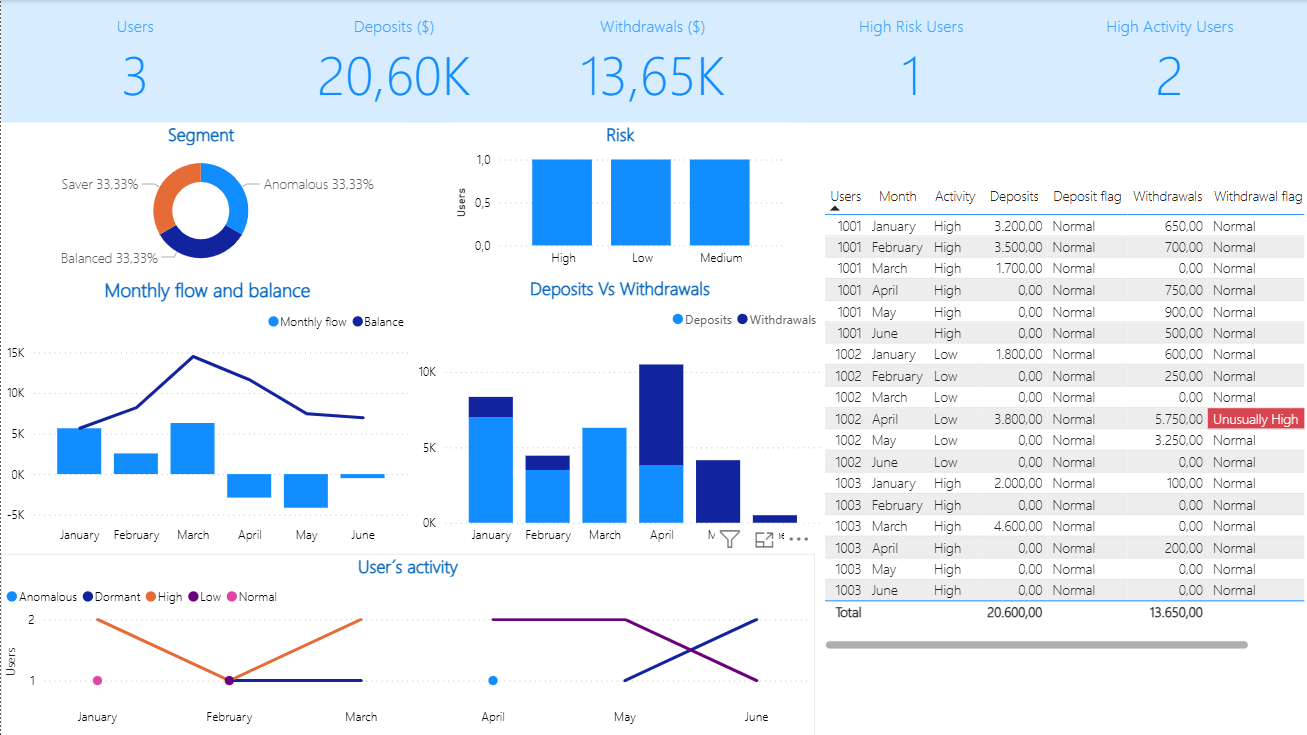 Users Deposits ($) Withdrawals ($) High Risk Users High Activity Users
3 20,60K 13,65K 1 2
Segment
Saver 33,33% Anomalous 33,33%
Balanced 33,33%
Risk
Users
1,0
0,5
0,0
High Low Medium
Monthly flow and balance
Monthly flow Balance
15K
10K
5K
0K
-5K
January February March April May June
Deposits Vs Withdrawals
Deposits Withdrawals
10K
5K
0K
January February March April
User´s activity
Anomalous Dormant High Low Normal
Users
2
1
January February March April May June
Users Month Activity Deposits Deposit flag Withdrawals Withdrawal flag
1001 January High 3.200,00 Normal 650,00 Normal
1001 February High 3.500,00 Normal 700,00 Normal
1001 March High 1.700,00 Normal 0,00 Normal
1001 April High 0,00 Normal 750,00 Normal
1001 May High 0,00 Normal 900,00 Normal
1001 June High 0,00 Normal 500,00 Normal
1002 January Low 1.800,00 Normal 600,00 Normal
1002 February Low 0,00 Normal 250,00 Normal
1002 March Low 0,00 Normal 0,00 Normal
1002 April Low 3.800,00 Normal 5.750,00 Unusually High
1002 May Low 0,00 Normal 3.250,00 Normal
1002 June Low 0,00 Normal 0,00 Normal
1003 January High 2.000,00 Normal 100,00 Normal
1003 February High 0,00 Normal 0,00 Normal
1003 March High 4.600,00 Normal 0,00 Normal
1003 April High 0,00 Normal 200,00 Normal
1003 May High 0,00 Normal 0,00 Normal
1003 June High 0,00 Normal 0,00 Normal
Total 20.600,00 13.650,00